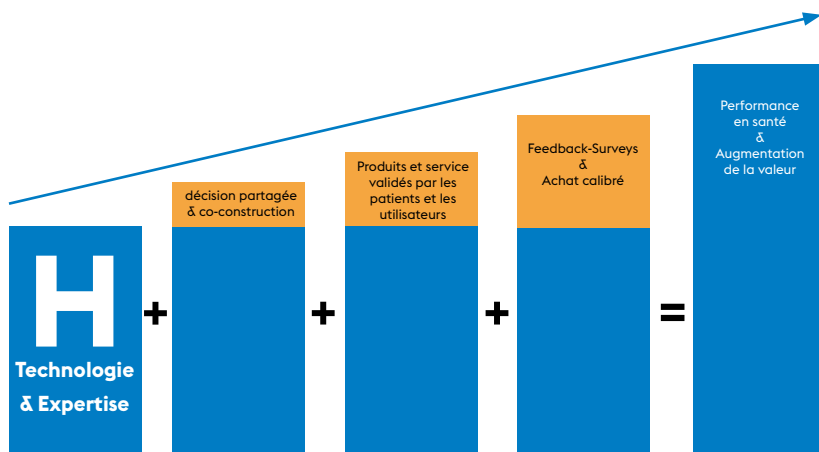 H
Technologie
& Expertise
+
décision partagée
& co-construction
+
Produits et service
validés par les
patients et les
utilisateurs
+
Feedback-Surveys
&
Achat calibré
=
Performance
en santé
&
Augmentation
de la valeur